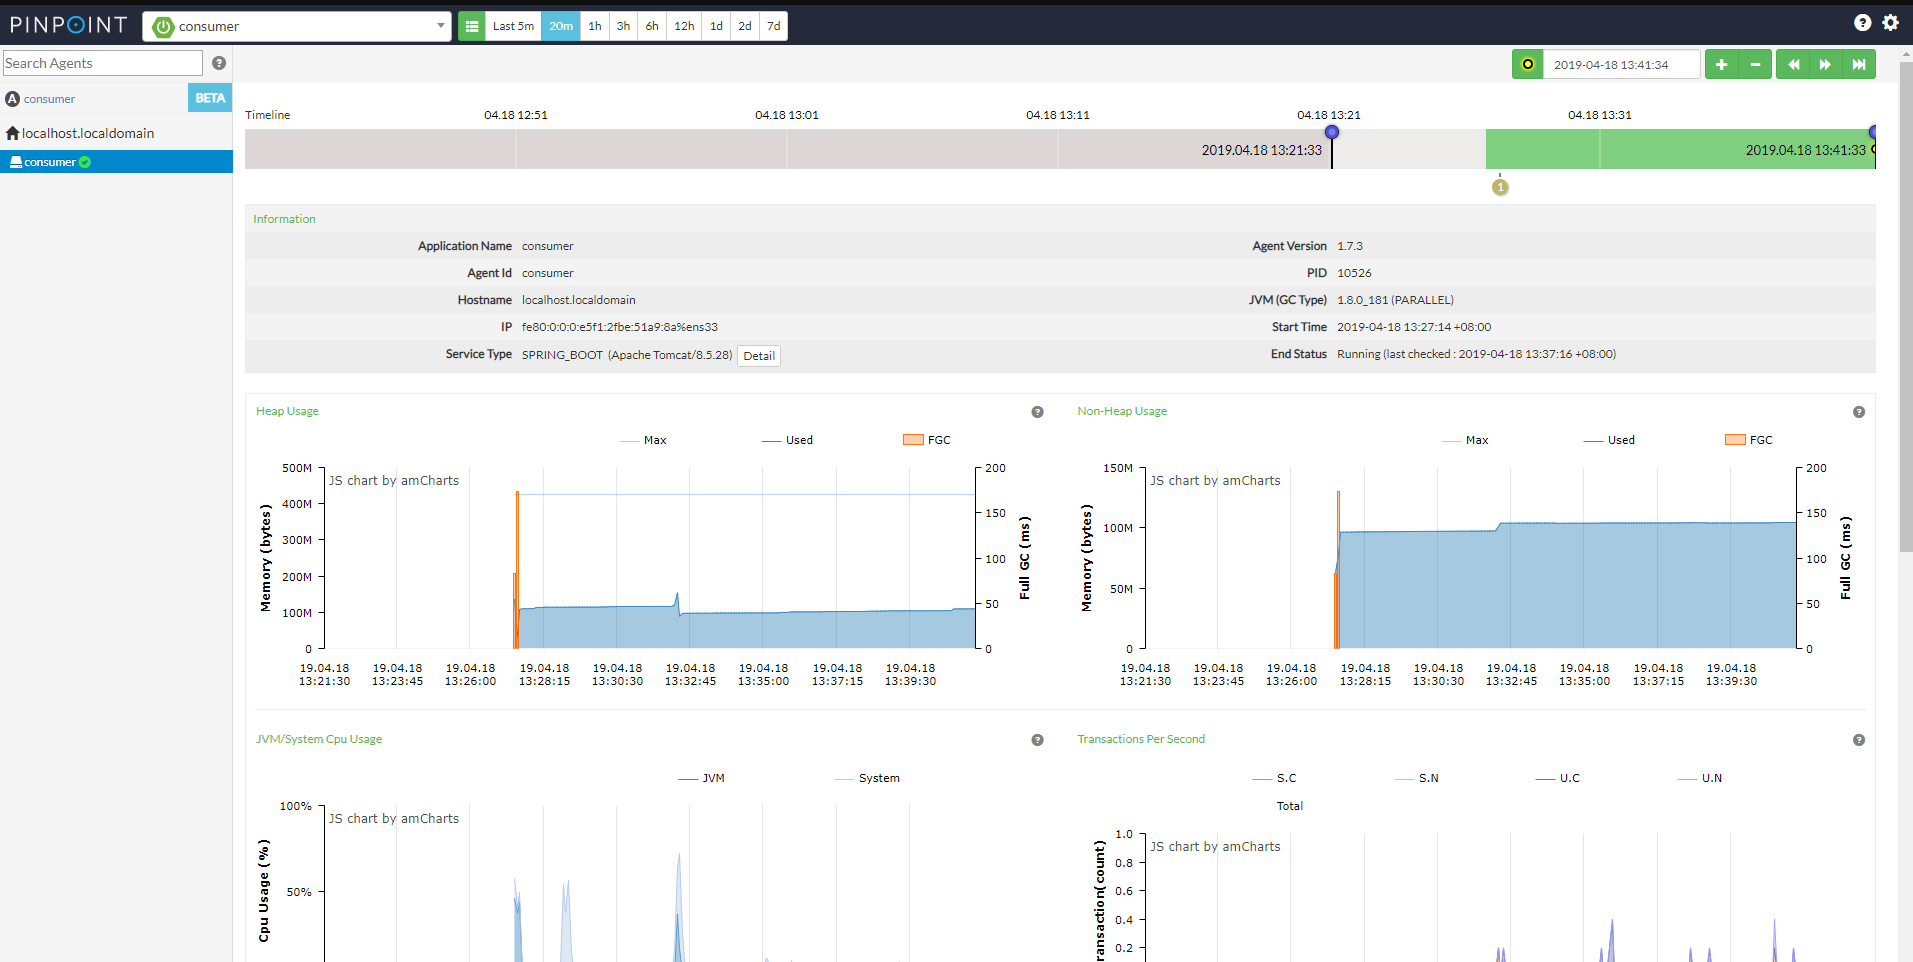 PINPOINT consumer Last 5m 20m 1h 3h 6h 12h 1d 2d 7d
Search Agents
2019-04-18 13:41:34
consumer BETA
localhost.localdomain
consumer
Timeline 04.18 12:51 04.18 13:01 04.18 13:11 04.18 13:21 04.18 13:31
2019.04.18 13:21:33 2019.04.18 13:41:33
1
Information
Application Name consumer Agent Version 1.7.3
Agent Id consumer PID 10526
Hostname localhost.localdomain JVM (GC Type) 1.8.0_181 (PARALLEL)
IP fe80:0:0:0:e5f1:2fbe:51a9:8a%ens33 Start Time 2019-04-18 13:27:14 +08:00
Service Type SPRING_BOOT (Apache Tomcat/8.5.28) Detail End Status Running (last checked : 2019-04-18 13:37:16 +08:00)
Heap Usage
Max Used FGC
500M
400M
300M
200M
100M
0
Memory (bytes)
JS chart by amCharts
200
150
100
50
0
Full GC (ms)
19.04.18 19.04.18 19.04.18 19.04.18 19.04.18 19.04.18 19.04.18 19.04.18 19.04.18
13:21:30 13:23:45 13:26:00 13:28:15 13:30:30 13:32:45 13:35:00 13:37:15 13:39:30
Non-Heap Usage
Max Used FGC
150M
100M
50M
0
Memory (bytes)
JS chart by amCharts
200
150
100
50
0
Full GC (ms)
19.04.18 19.04.18 19.04.18 19.04.18 19.04.18 19.04.18 19.04.18 19.04.18 19.04.18
13:21:30 13:23:45 13:26:00 13:28:15 13:30:30 13:32:45 13:35:00 13:37:15 13:39:30
JVM/System Cpu Usage
JVM System
100%
50%
Cpu Usage (%)
JS chart by amCharts
Transactions Per Second
S.C S.N U.C U.N
Total
1.0
0.8
0.6
0.4
0.2
ransaction(count)
JS chart by amCharts